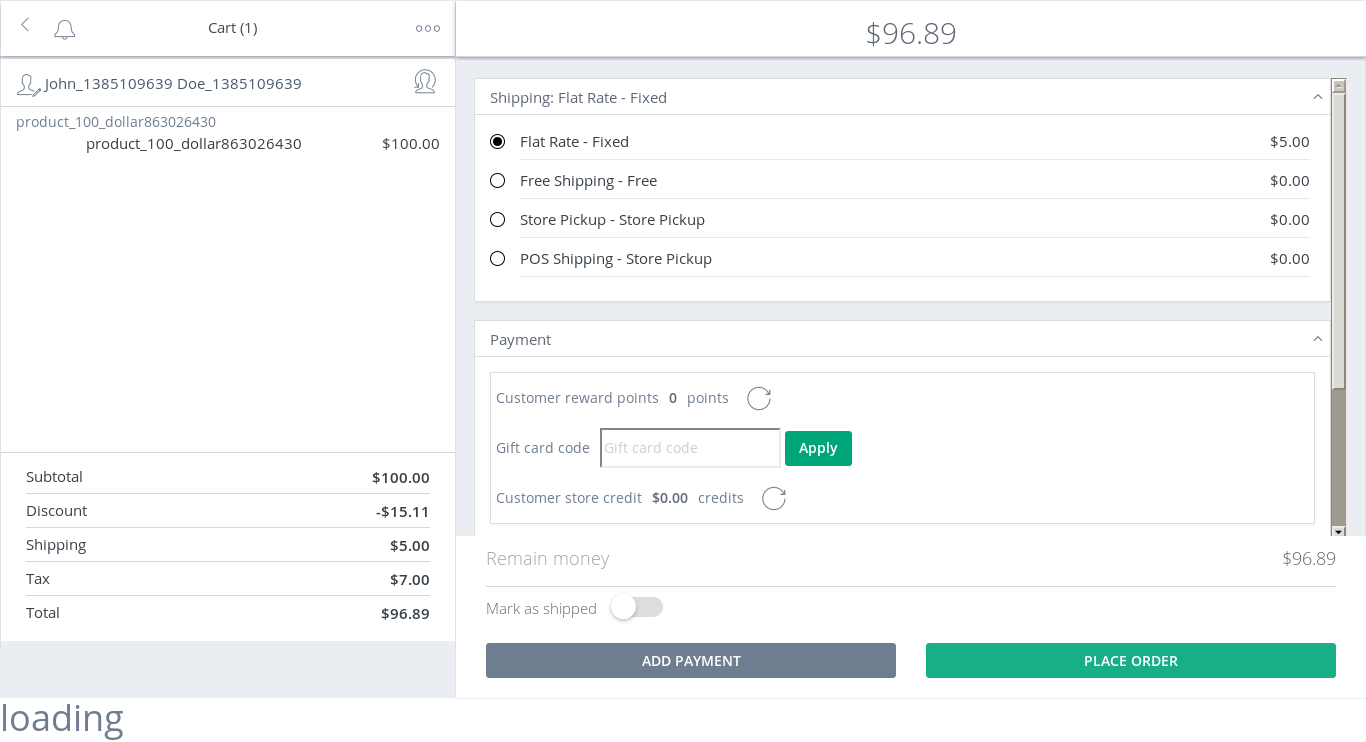 Cart (1)
$96.89
John_1385109639 Doe_1385109639
product_100_dollar863026430
product_100_dollar863026430 $100.00
Subtotal $100.00
Discount -$15.11
Shipping $5.00
Tax $7.00
Total $96.89
Shipping: Flat Rate - Fixed
Flat Rate - Fixed $5.00
Free Shipping - Free $0.00
Store Pickup - Store Pickup $0.00
POS Shipping - Store Pickup $0.00
Payment
Customer reward points 0 points
Gift card code Gift card code Apply
Customer store credit $0.00 credits
Remain money $96.89
Mark as shipped
ADD PAYMENT PLACE ORDER
loading